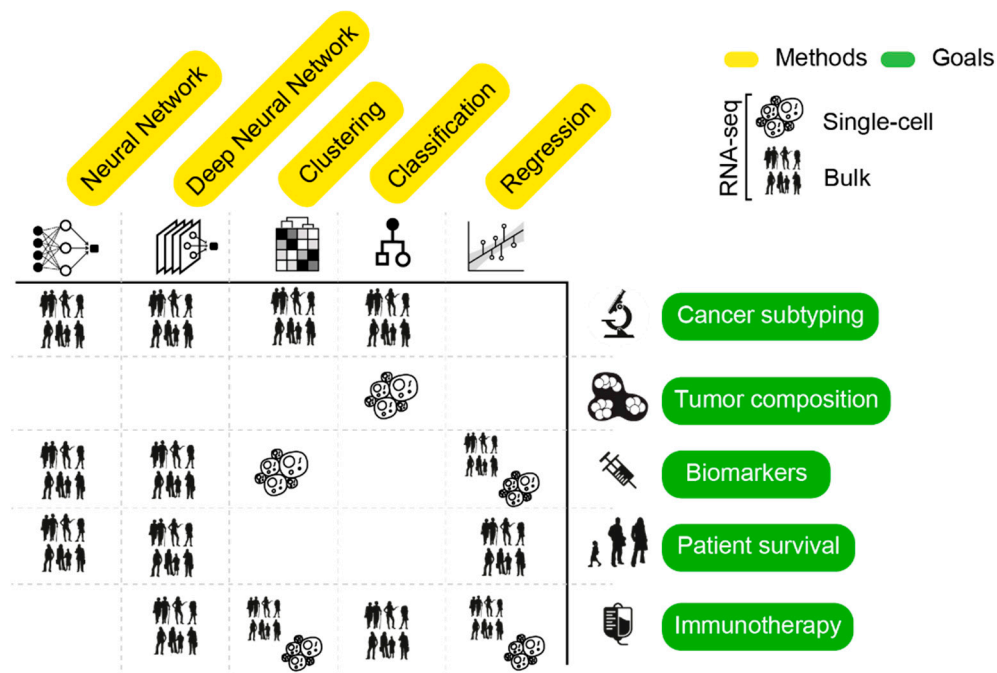 Neural Network
Deep Neural Network
Clustering
Classification
Regression
Methods
Goals
RNA-seq
Single-cell
Bulk
Cancer subtyping
Tumor composition
Biomarkers
Patient survival
Immunotherapy